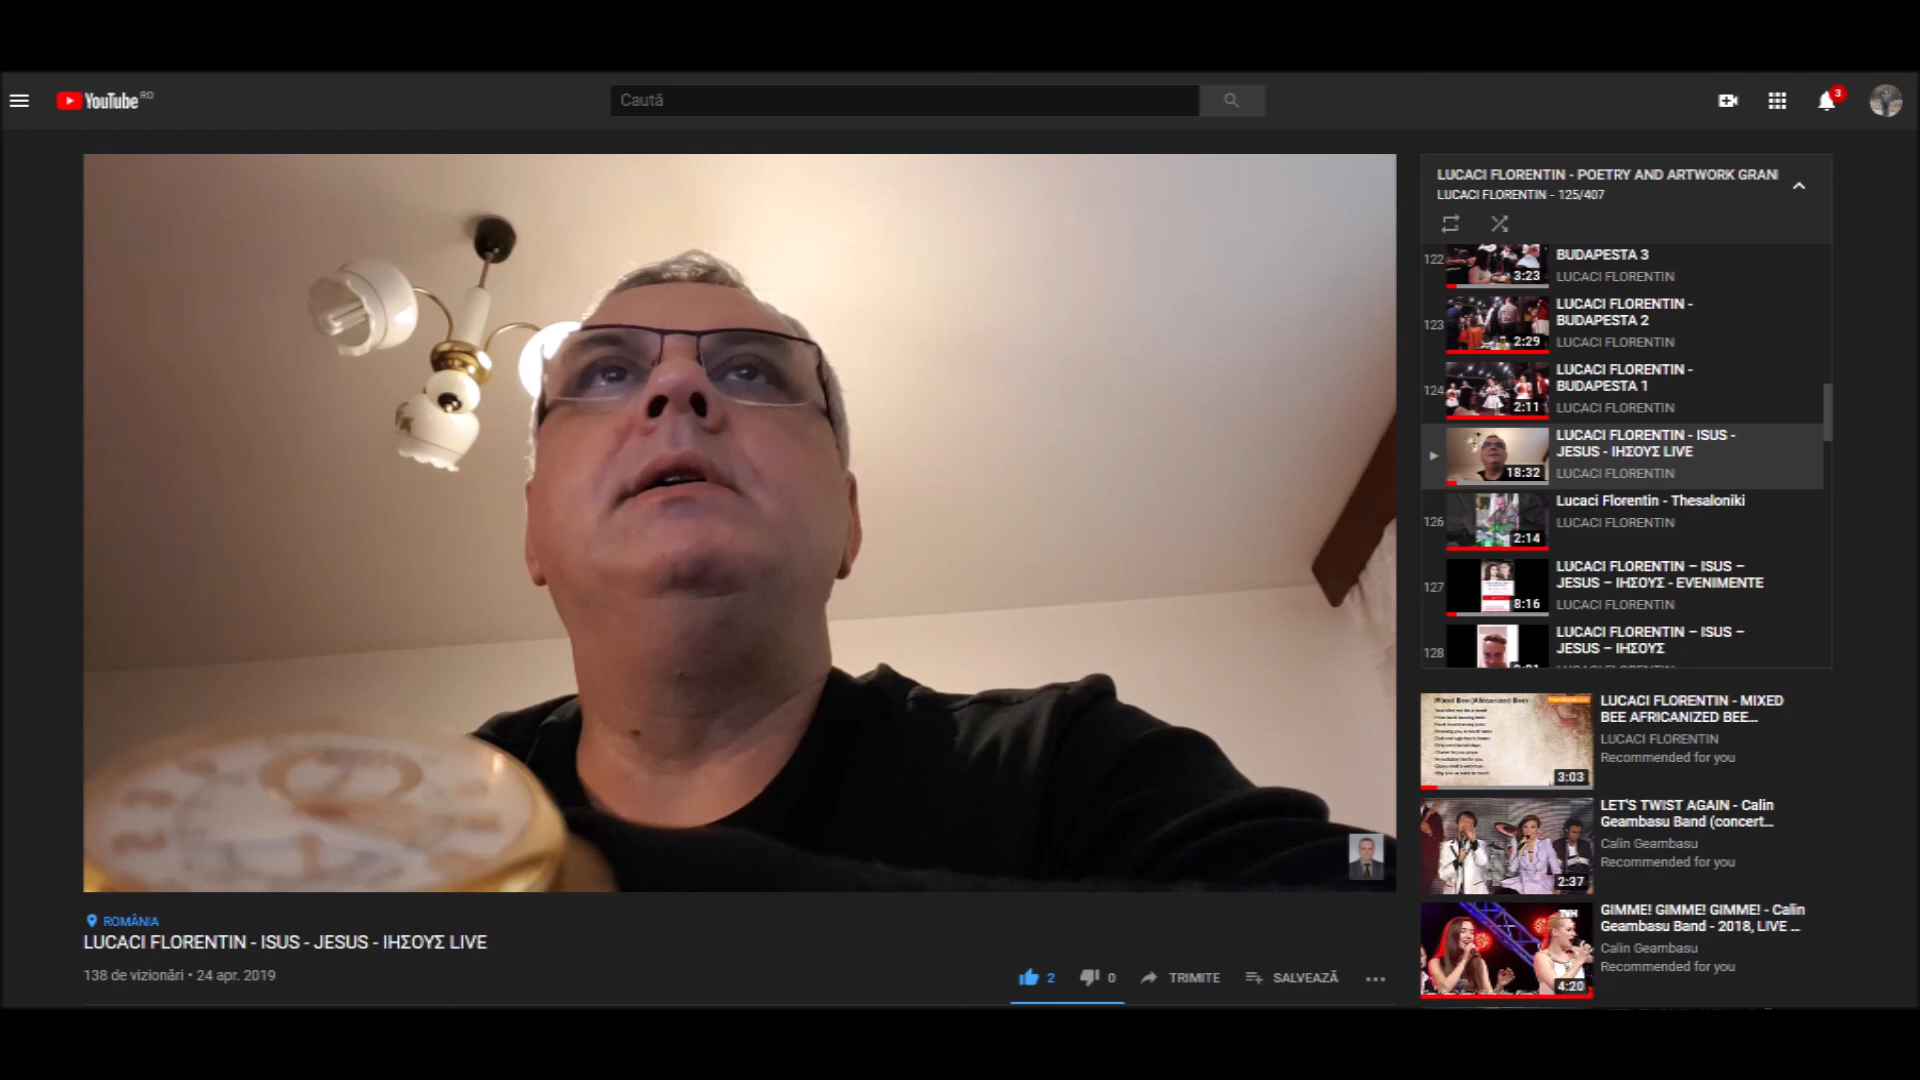 YouTube RO
Caută
3
ROMÂNIA
LUCACI FLORENTIN - ISUS - JESUS - ΙΗΣΟΥΣ LIVE
138 de vizionări • 24 apr. 2019
2
0
TRIMITE
SALVEAZĂ
LUCACI FLORENTIN - POETRY AND ARTWORK GRAN
LUCACI FLORENTIN - 125/407
122
3:23
BUDAPESTA 3
LUCACI FLORENTIN
123
2:29
LUCACI FLORENTIN -
BUDAPESTA 2
LUCACI FLORENTIN
124
2:11
LUCACI FLORENTIN -
BUDAPESTA 1
LUCACI FLORENTIN
18:32
LUCACI FLORENTIN - ISUS -
JESUS - ΙΗΣΟΥΣ LIVE
LUCACI FLORENTIN
126
2:14
Lucaci Florentin - Thesaloniki
LUCACI FLORENTIN
127
8:16
LUCACI FLORENTIN – ISUS –
JESUS – ΙΗΣΟΥΣ - EVENIMENTE
LUCACI FLORENTIN
128
LUCACI FLORENTIN – ISUS –
JESUS – ΙΗΣΟΥΣ
Mixed Bee (Africanized Bee)
3:03
LUCACI FLORENTIN - MIXED
BEE AFRICANIZED BEE...
LUCACI FLORENTIN
Recommended for you
2:37
LET'S TWIST AGAIN - Calin
Geambasu Band (concert...
Calin Geambasu
Recommended for you
4:20
GIMME! GIMME! GIMME! - Calin
Geambasu Band - 2018, LIVE ...
Calin Geambasu
Recommended for you